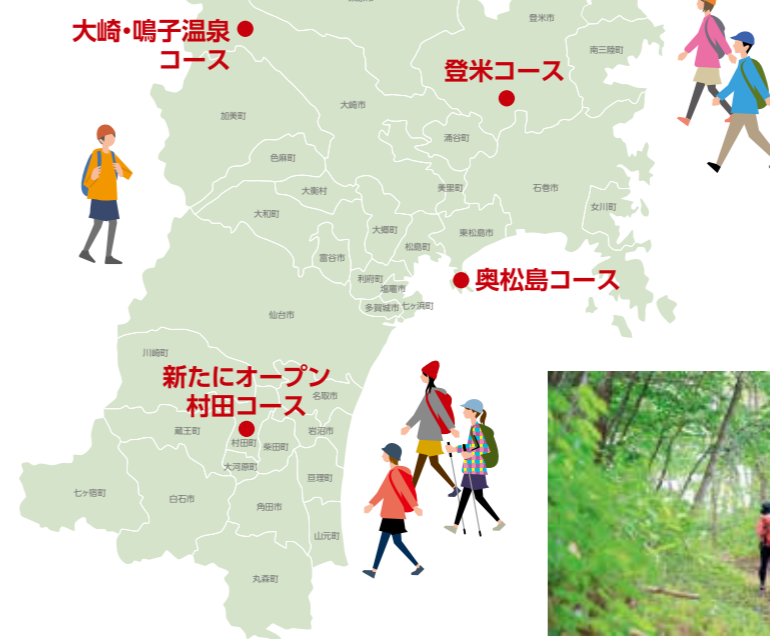 登米市
大崎・鳴子温泉
コース
南三陸町
登米コース
大崎市
加美町
涌谷町
色麻町
大衡村
美里町
石巻市
大和町
女川町
大郷町
東松島市
松島町
富谷市
利府町
奥松島コース
塩竈市
多賀城市
七ヶ浜町
仙台市
川崎町
新たにオープン
村田コース
名取市
蔵王町
村田町
柴田町
岩沼市
大河原町
亘理町
七ヶ宿町
白石市
角田市
山元町
丸森町